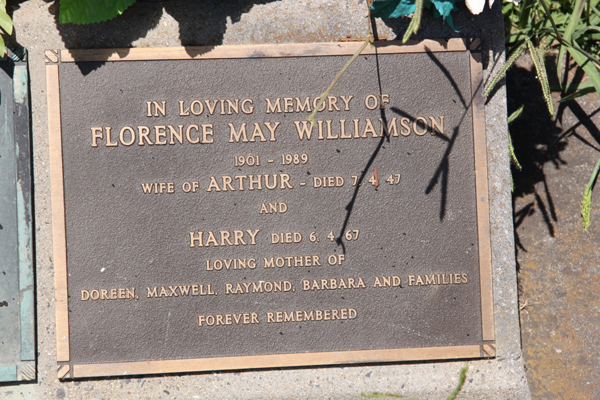 IN LOVING MEMORY OF
FLORENCE MAY WILLIAMSON
1901 - 1989
WIFE OF ARTHUR - DIED 7. 4. 47
AND
HARRY DIED 6. 4. 67
LOVING MOTHER OF
DOREEN, MAXWELL, RAYMOND, BARBARA AND FAMILIES
FOREVER REMEMBERED